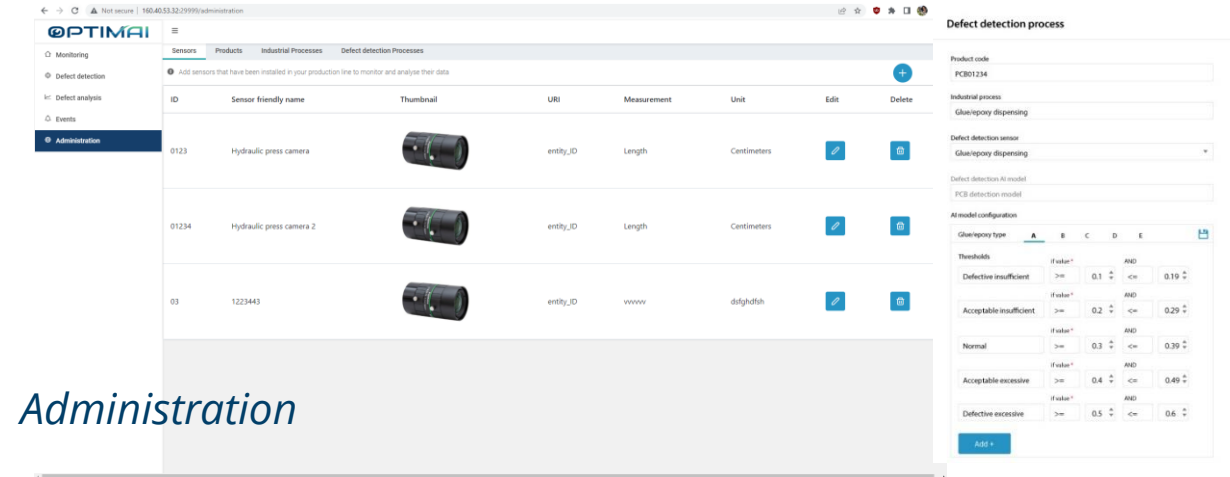 Not secure | 160.40.53.32:29999/administration
OPTIMAI
Monitoring
Defect detection
Defect analysis
Events
Administration
Sensors Products Industrial Processes Defect detection Processes
Add sensors that have been installed in your production line to monitor and analyse their data
ID Sensor friendly name Thumbnail URI Measurement Unit Edit Delete
0123 Hydraulic press camera entity_ID Length Centimeters
01234 Hydraulic press camera 2 entity_ID Length Centimeters
03 1223443 entity_ID vvvvvv dsfghdfsh
Administration
Defect detection process
Product code
PCB01234
Industrial process
Glue/epoxy dispensing
Defect detection sensor
Glue/epoxy dispensing
Defect detection AI model
PCB detection model
AI model configuration
Glue/epoxy type A B C D E
Thresholds
if value * AND
Defective insufficient >= 0.1 <= 0.19
if value * AND
Acceptable insufficient >= 0.2 <= 0.29
if value * AND
Normal >= 0.3 <= 0.39
if value * AND
Acceptable excessive >= 0.4 <= 0.49
if value * AND
Defective excessive >= 0.5 <= 0.6
Add +